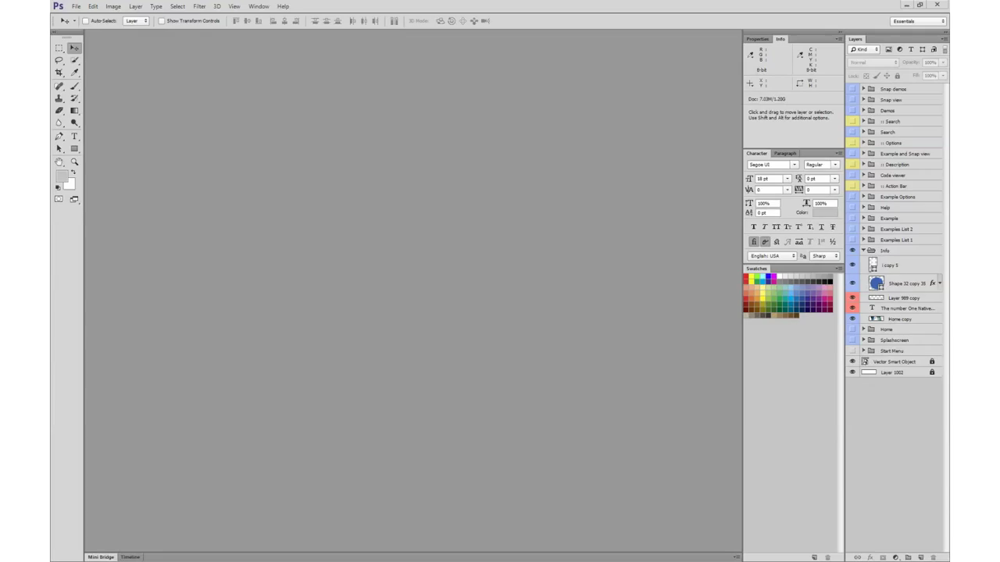 Ps File Edit Image Layer Type Select Filter 3D View Window Help
Auto-Select: Layer Show Transform Controls 3D Mode: Essentials
Properties Info
R: G: B: 8-bit
C: M: Y: K: 8-bit
X: Y: W: H:
Doc: 7.03M/1.20G
Click and drag to move layer or selection.
Use Shift and Alt for additional options.
Character Paragraph
Segoe UI Regular
18 pt 0 pt
0 0
100% 100%
0 pt Color:
English: USA Sharp
Swatches
Layers
Kind
Normal Opacity: 100%
Lock: Fill: 100%
Snap demos
Snap view
Demos
:: Search
Search
:: Options
Example and Snap view
:: Description
Code viewer
:: Action Bar
Example Options
Help
Example
Examples List 2
Examples List 1
Info
i copy 5
Shape 32 copy 35 fx
Layer 989 copy
The number One Native...
Home copy
Home
Splashscreen
Start Menu
Vector Smart Object
Layer 1002
Mini Bridge Timeline